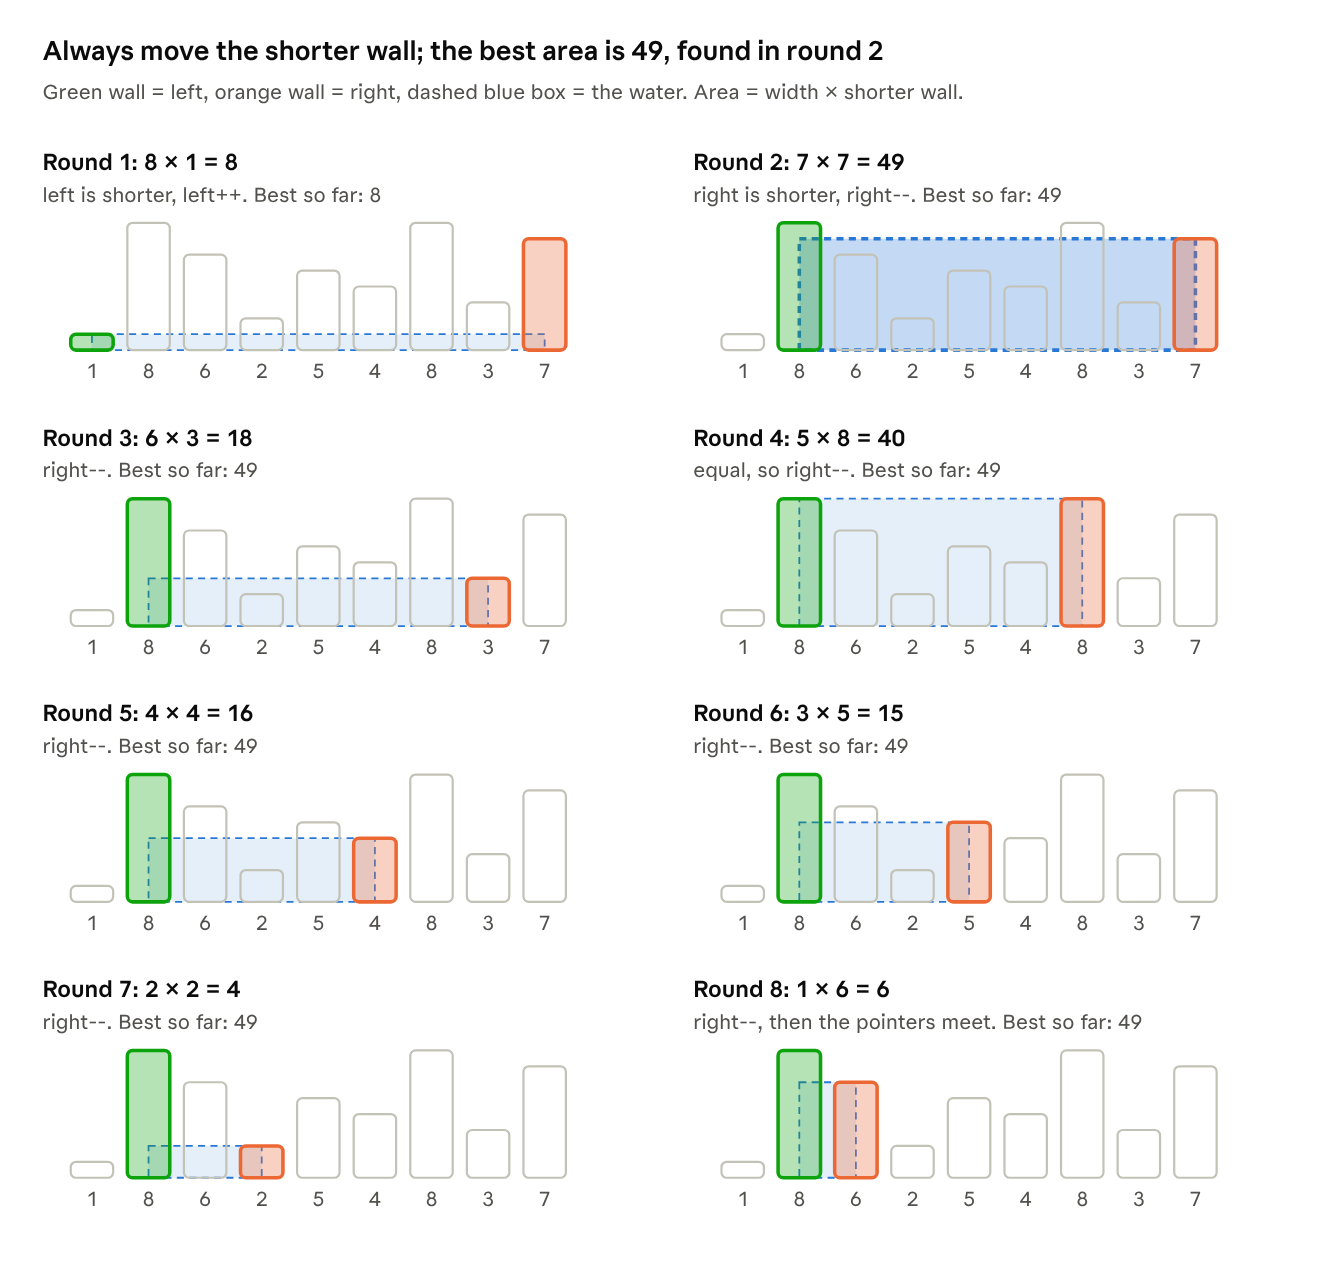 Always move the shorter wall; the best area is 49, found in round 2
Green wall = left, orange wall = right, dashed blue box = the water. Area = width × shorter wall.
Round 1: 8 × 1 = 8
left is shorter, left++. Best so far: 8
1 8 6 2 5 4 8 3 7
Round 2: 7 × 7 = 49
right is shorter, right--. Best so far: 49
1 8 6 2 5 4 8 3 7
Round 3: 6 × 3 = 18
right--. Best so far: 49
1 8 6 2 5 4 8 3 7
Round 4: 5 × 8 = 40
equal, so right--. Best so far: 49
1 8 6 2 5 4 8 3 7
Round 5: 4 × 4 = 16
right--. Best so far: 49
1 8 6 2 5 4 8 3 7
Round 6: 3 × 5 = 15
right--. Best so far: 49
1 8 6 2 5 4 8 3 7
Round 7: 2 × 2 = 4
right--. Best so far: 49
1 8 6 2 5 4 8 3 7
Round 8: 1 × 6 = 6
right--, then the pointers meet. Best so far: 49
1 8 6 2 5 4 8 3 7